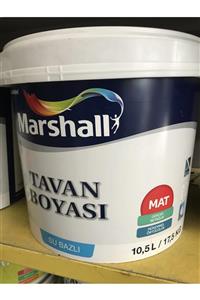 Marshall
TAVAN
BOYASI
MAT
SU BAZLI
10,5 L / 17,5 KG